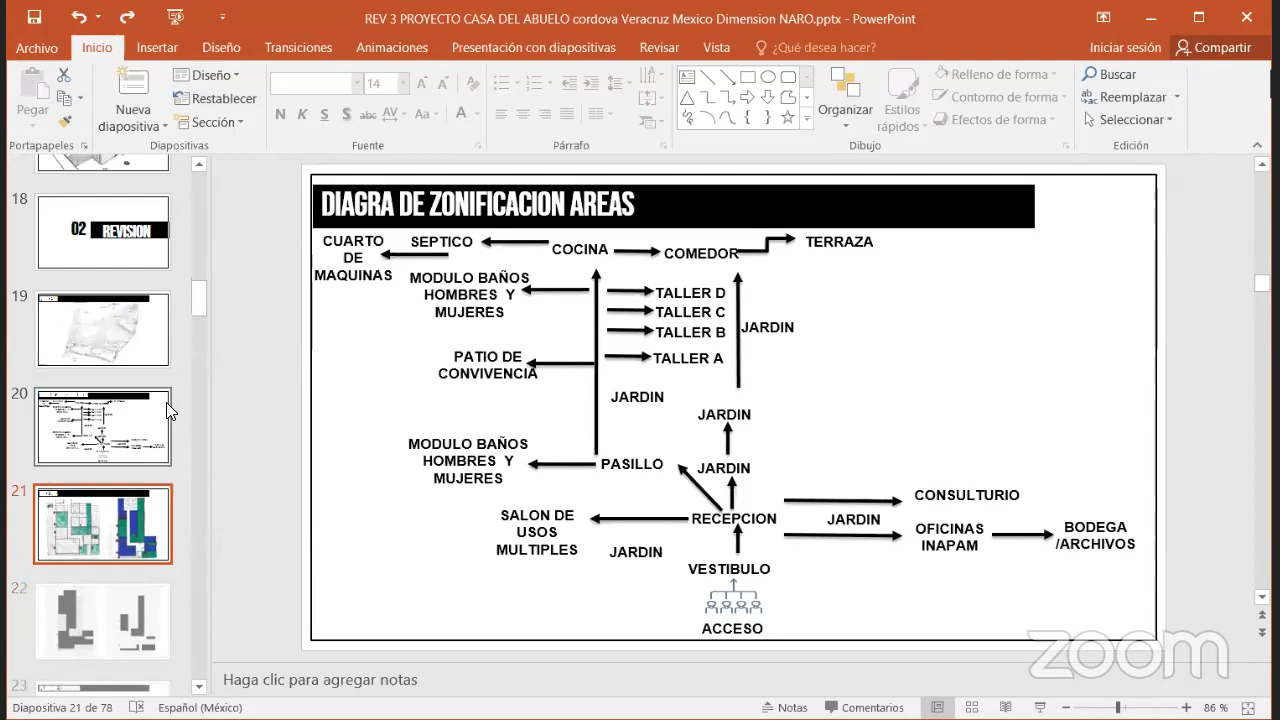 REV 3 PROYECTO CASA DEL ABUELO cordova Veracruz Mexico Dimension NARO.pptx - PowerPoint
Archivo Inicio Insertar Diseño Transiciones Animaciones Presentación con diapositivas Revisar Vista ¿Qué desea hacer? Iniciar sesión Compartir
Pegar
Nueva
diapositiva
Diseño
Restablecer
Sección
14
N K S S abc AV Aa A
Organizar
Estilos
rápidos
Relleno de forma
Contorno de forma
Efectos de forma
Buscar
Reemplazar
Seleccionar
Portapapeles Diapositivas Fuente Párrafo Dibujo Edición
18
02 REVISION
19
20
21
22
23
DIAGRA DE ZONIFICACION AREAS
CUARTO
DE
MAQUINAS
SEPTICO
COCINA
COMEDOR
TERRAZA
MODULO BAÑOS
HOMBRES Y
MUJERES
TALLER D
TALLER C
TALLER B
TALLER A
JARDIN
PATIO DE
CONVIVENCIA
JARDIN
JARDIN
MODULO BAÑOS
HOMBRES Y
MUJERES
PASILLO
JARDIN
SALON DE
USOS
MULTIPLES
RECEPCION
JARDIN
CONSULTURIO
OFICINAS
INAPAM
BODEGA
/ARCHIVOS
JARDIN
VESTIBULO
ACCESO
zoom
Haga clic para agregar notas
Diapositiva 21 de 78 Español (México) Notas Comentarios 86 %